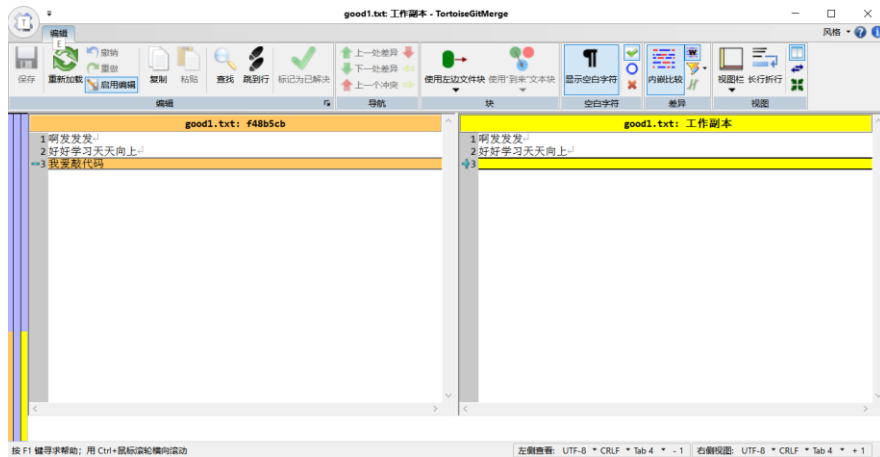 T
good1.txt: 工作副本 - TortoiseGitMerge
编辑
E
风格
保存
重新加载
撤销
重做
启用编辑
复制
粘贴
查找
跳到行
标记为已解决
上一处差异
下一处差异
上一个冲突
使用左边文件块
使用"到来"文本块
显示空白字符
内嵌比较
视图栏
长行折行
编辑
导航
块
空白字符
差异
视图
good1.txt: f48b5cb
1 啊发发发
2 好好学习天天向上
3 我爱敲代码
good1.txt: 工作副本
1 啊发发发
2 好好学习天天向上
3
按 F1 键寻求帮助; 用 Ctrl+鼠标滚轮横向滚动
左侧查看: UTF-8 * CRLF * Tab 4 * - 1
右侧视图: UTF-8 * CRLF * Tab 4 * + 1